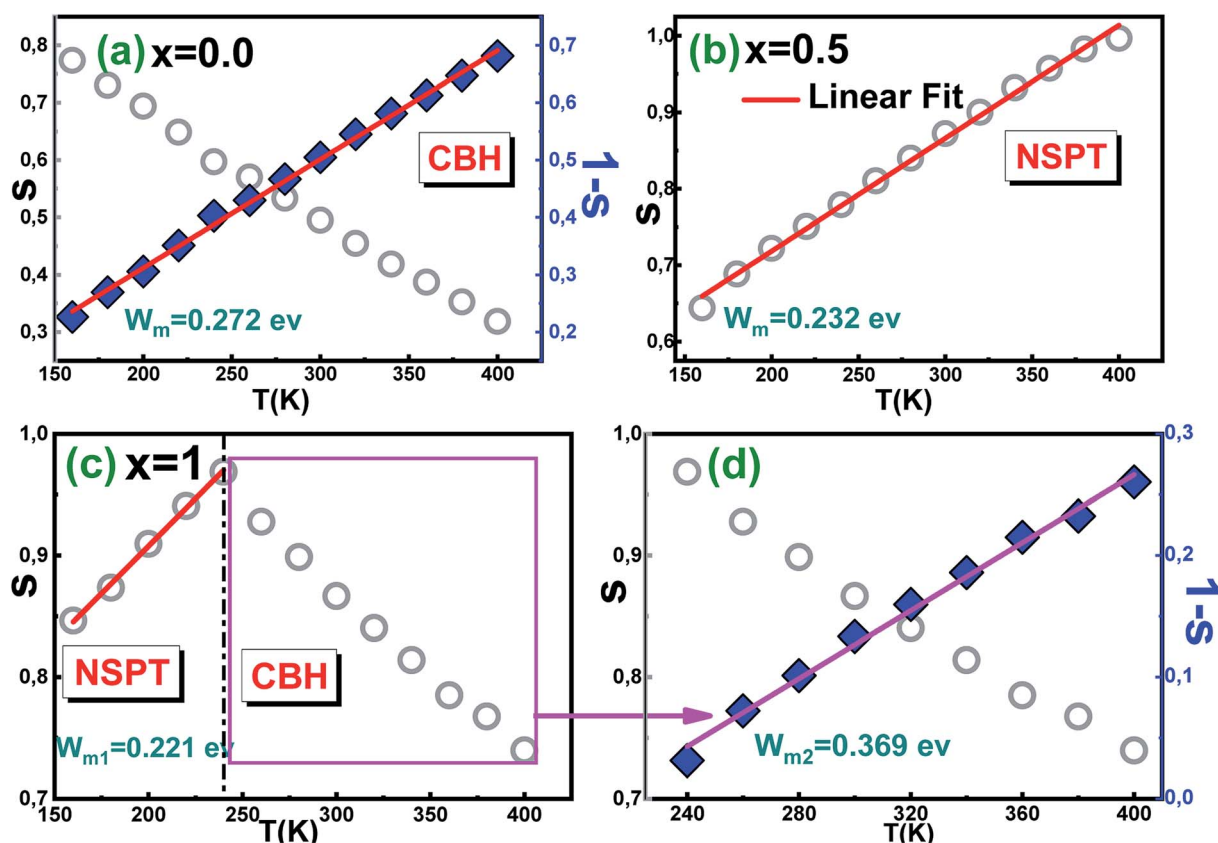 (a) x=0.0
0,8
0,7
0,6
0,5
0,4
0,3
S
0,7
0,6
0,5
0,4
0,3
0,2
1-s
CBH
Wm=0.272 ev
150 200 250 300 350 400
T(K)
(b) x=0.5
Linear Fit
1,0
0,9
0,8
0,7
0,6
S
NSPT
Wm=0.232 ev
150 200 250 300 350 400
T(K)
(c) x=1
1,0
0,9
0,8
0,7
S
NSPT
CBH
Wm1=0.221 ev
150 200 250 300 350 400
T(K)
(d)
1,0
0,9
0,8
0,7
S
0,3
0,2
0,1
0,0
1-s
Wm2=0.369 ev
240 280 320 360 400
T(K)